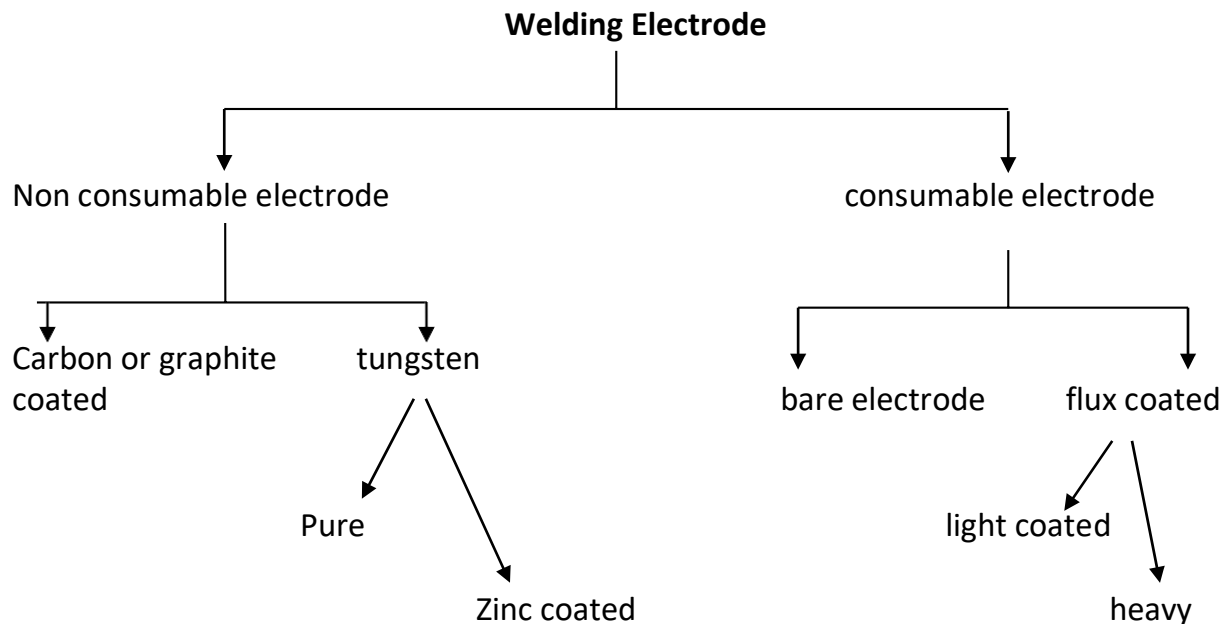 Welding Electrode
Non consumable electrode
consumable electrode
Carbon or graphite
coated
tungsten
bare electrode
flux coated
Pure
light coated
Zinc coated
heavy